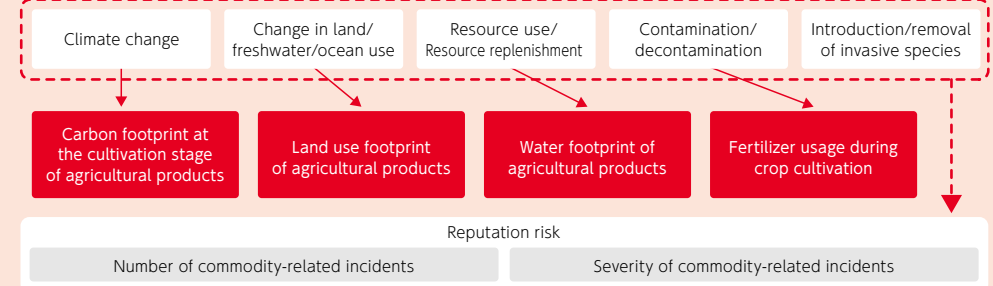 Climate change
Change in land/
freshwater/ocean use
Resource use/
Resource replenishment
Contamination/
decontamination
Introduction/removal
of invasive species
Carbon footprint at
the cultivation stage
of agricultural products
Land use footprint
of agricultural products
Water footprint of
agricultural products
Fertilizer usage during
crop cultivation
Reputation risk
Number of commodity-related incidents
Severity of commodity-related incidents